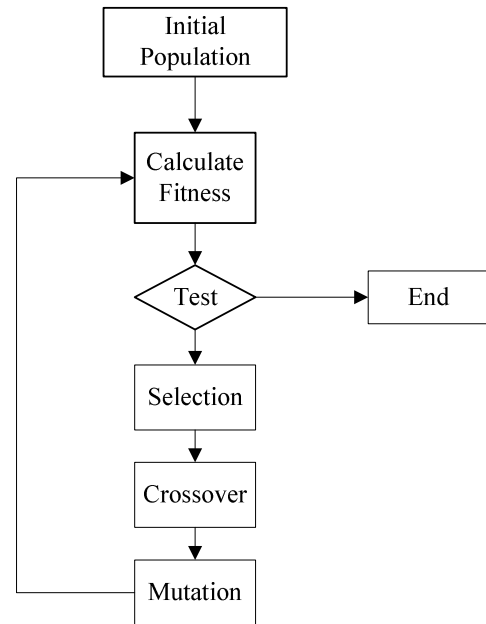 Initial
Population
Calculate
Fitness
Test
End
Selection
Crossover
Mutation